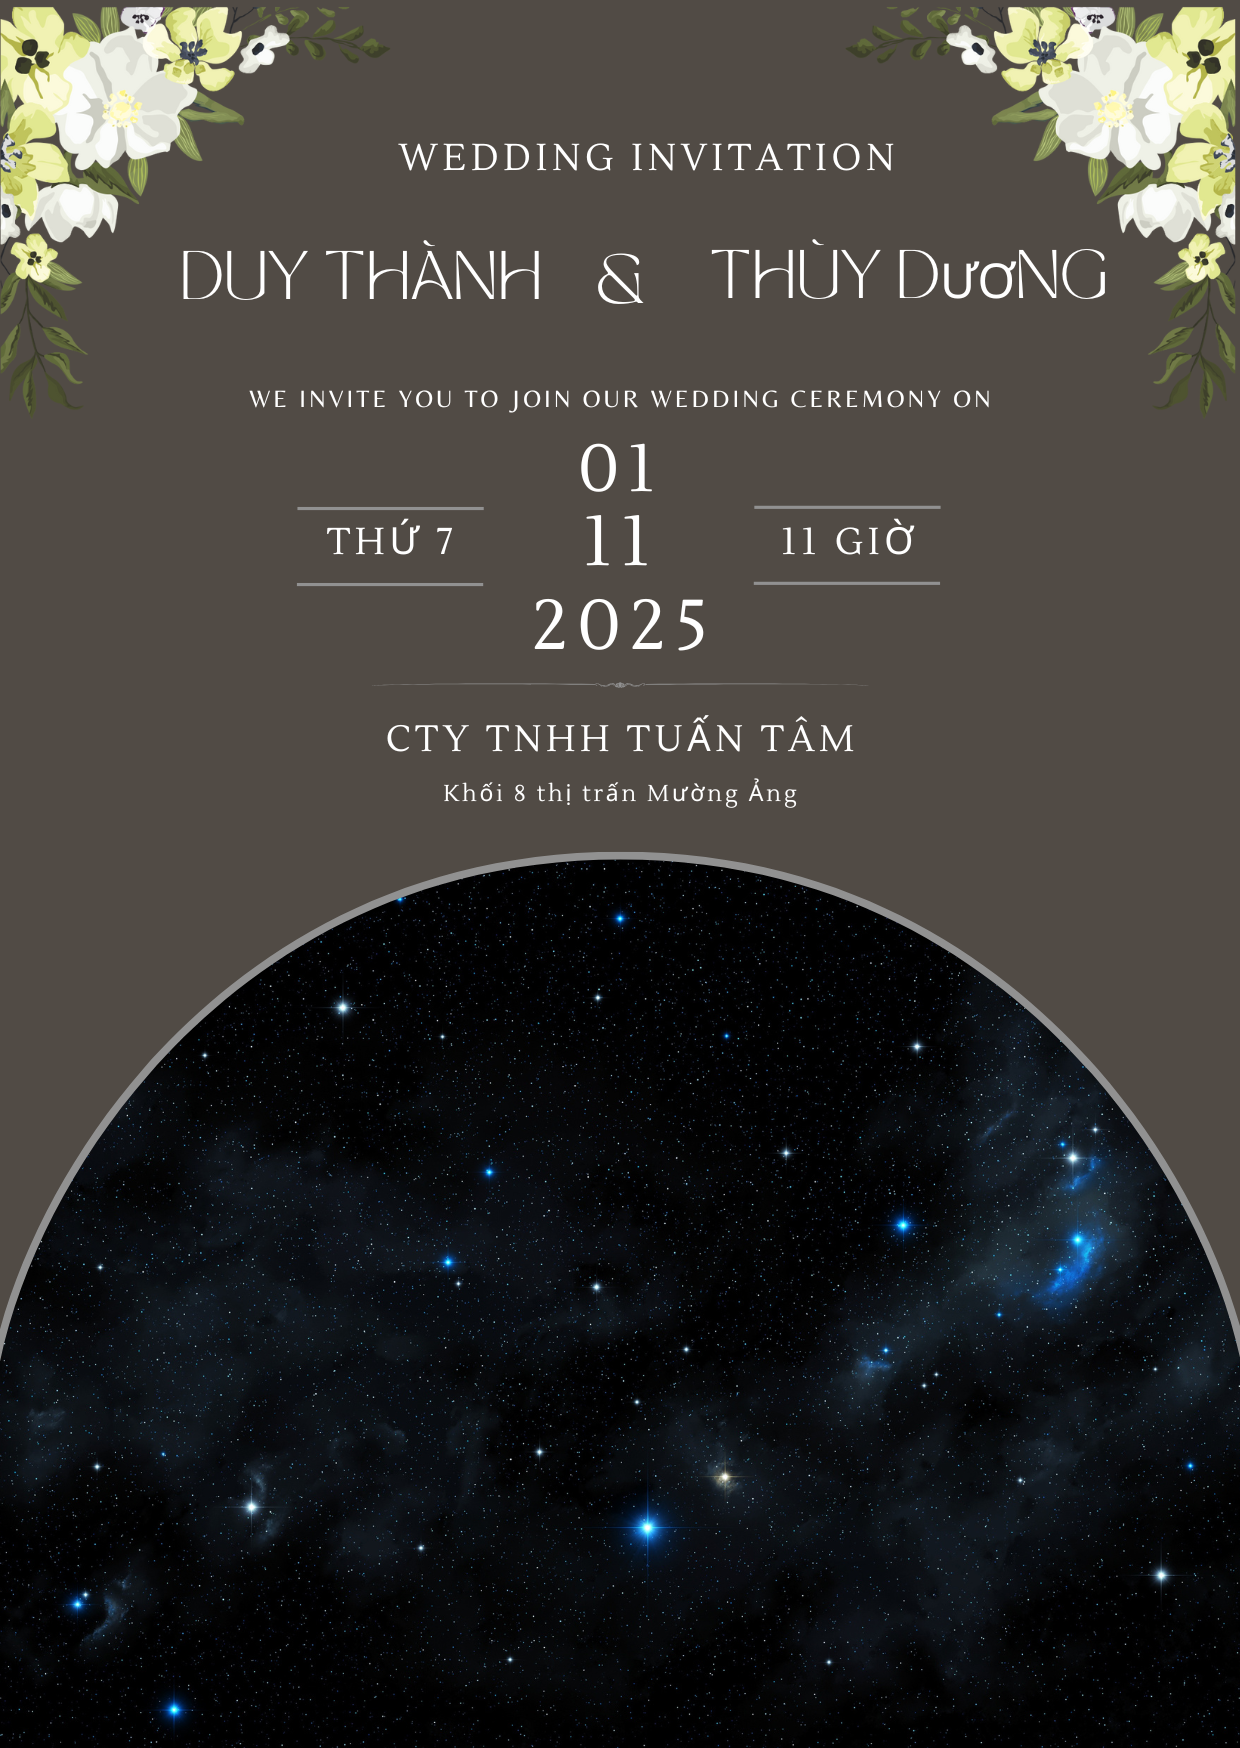 WEDDING INVITATION
DUY THÀNH & THÙY DươNG
WE INVITE YOU TO JOIN OUR WEDDING CEREMONY ON
01
THỨ 7 11 11 GIỜ
2025
CTY TNHH TUẤN TÂM
Khối 8 thị trấn Mường Ảng